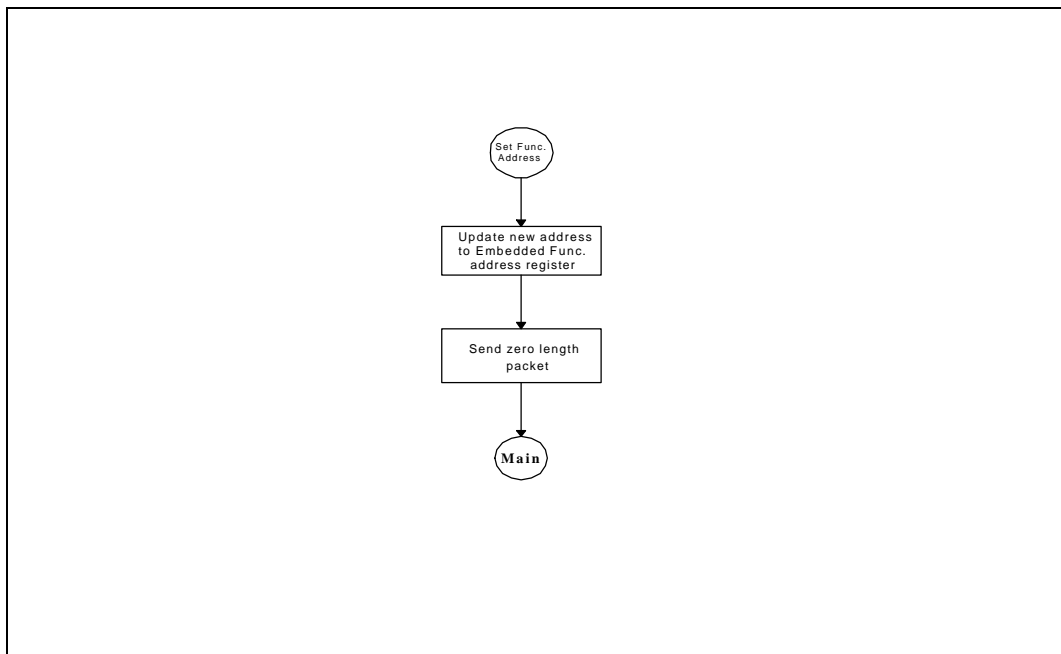 Set Func.
Address
Update new address
to Embedded Func.
address register
Send zero length
packet
Main